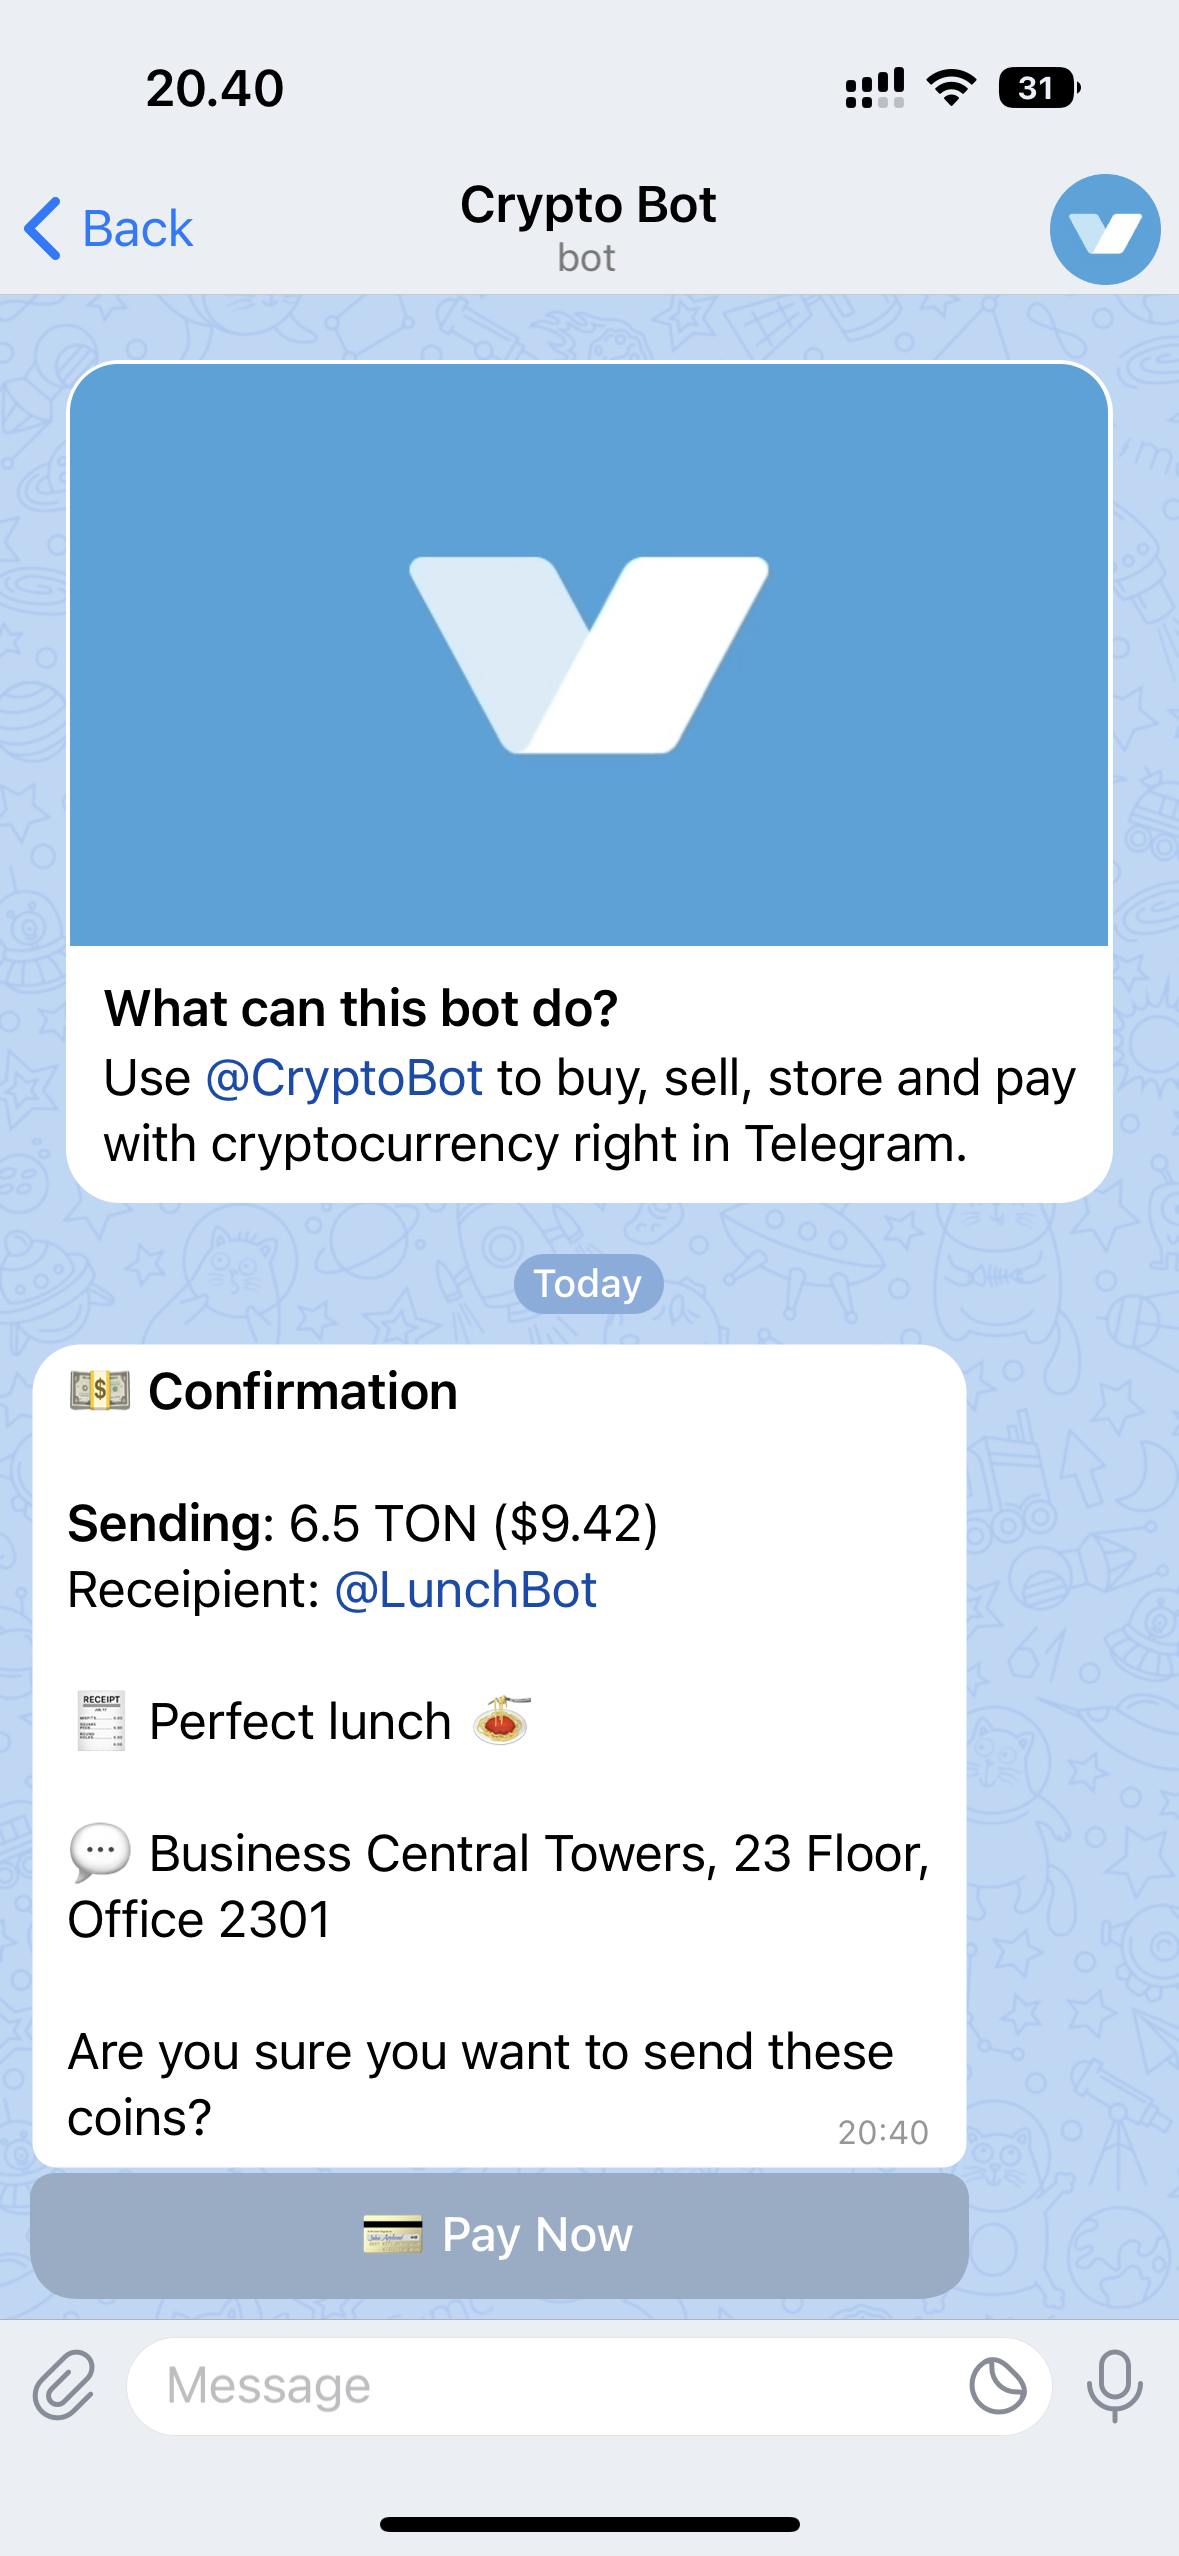 20.40
31
Back
Crypto Bot
bot
What can this bot do?
Use @CryptoBot to buy, sell, store and pay
with cryptocurrency right in Telegram.
Today
💵 Confirmation
Sending: 6.5 TON ($9.42)
Receipient: @LunchBot
🧾 Perfect lunch 🍝
💬 Business Central Towers, 23 Floor,
Office 2301
Are you sure you want to send these
coins?
20:40
💳 Pay Now
Message